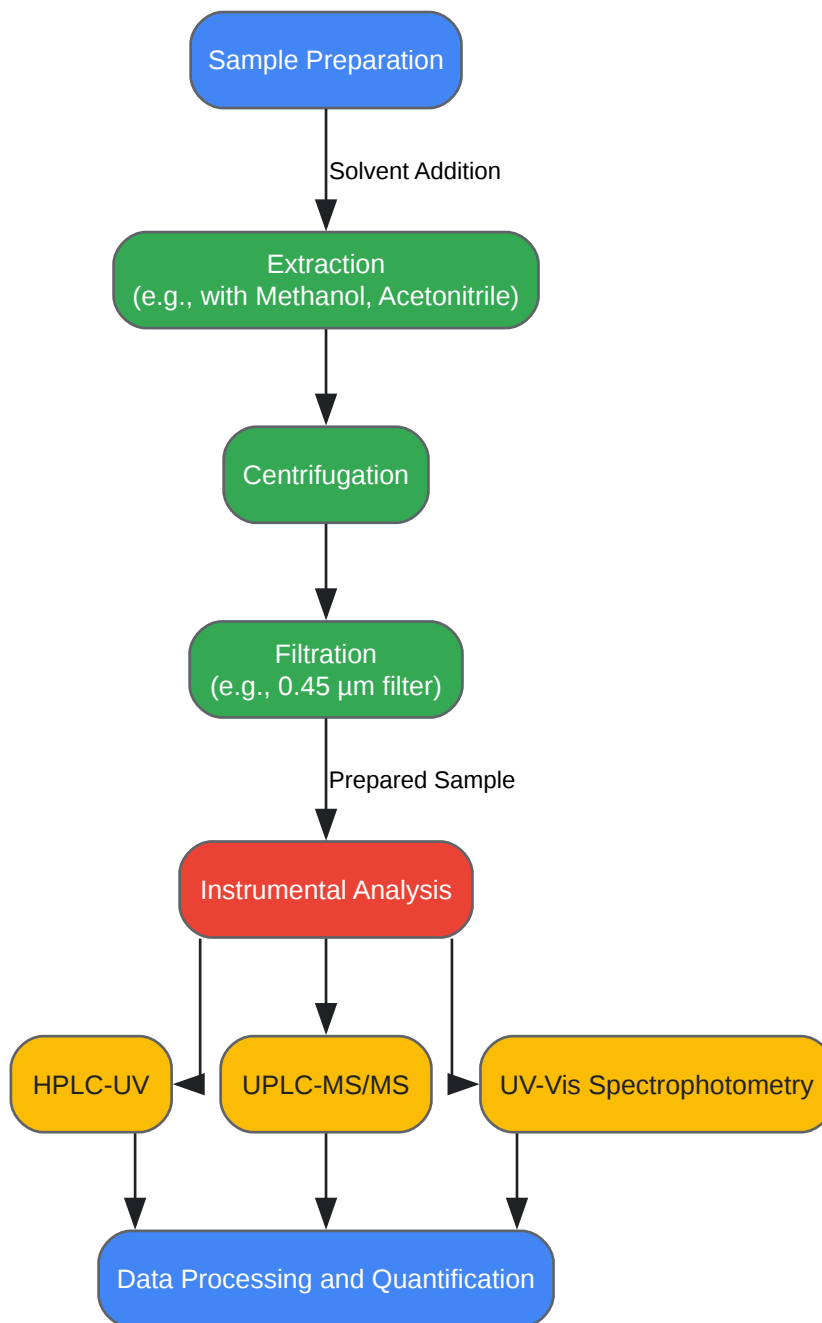 Sample Preparation
Solvent Addition
Extraction
(e.g., with Methanol, Acetonitrile)
Centrifugation
Filtration
(e.g., 0.45 µm filter)
Prepared Sample
Instrumental Analysis
HPLC-UV
UPLC-MS/MS
UV-Vis Spectrophotometry
Data Processing and Quantification